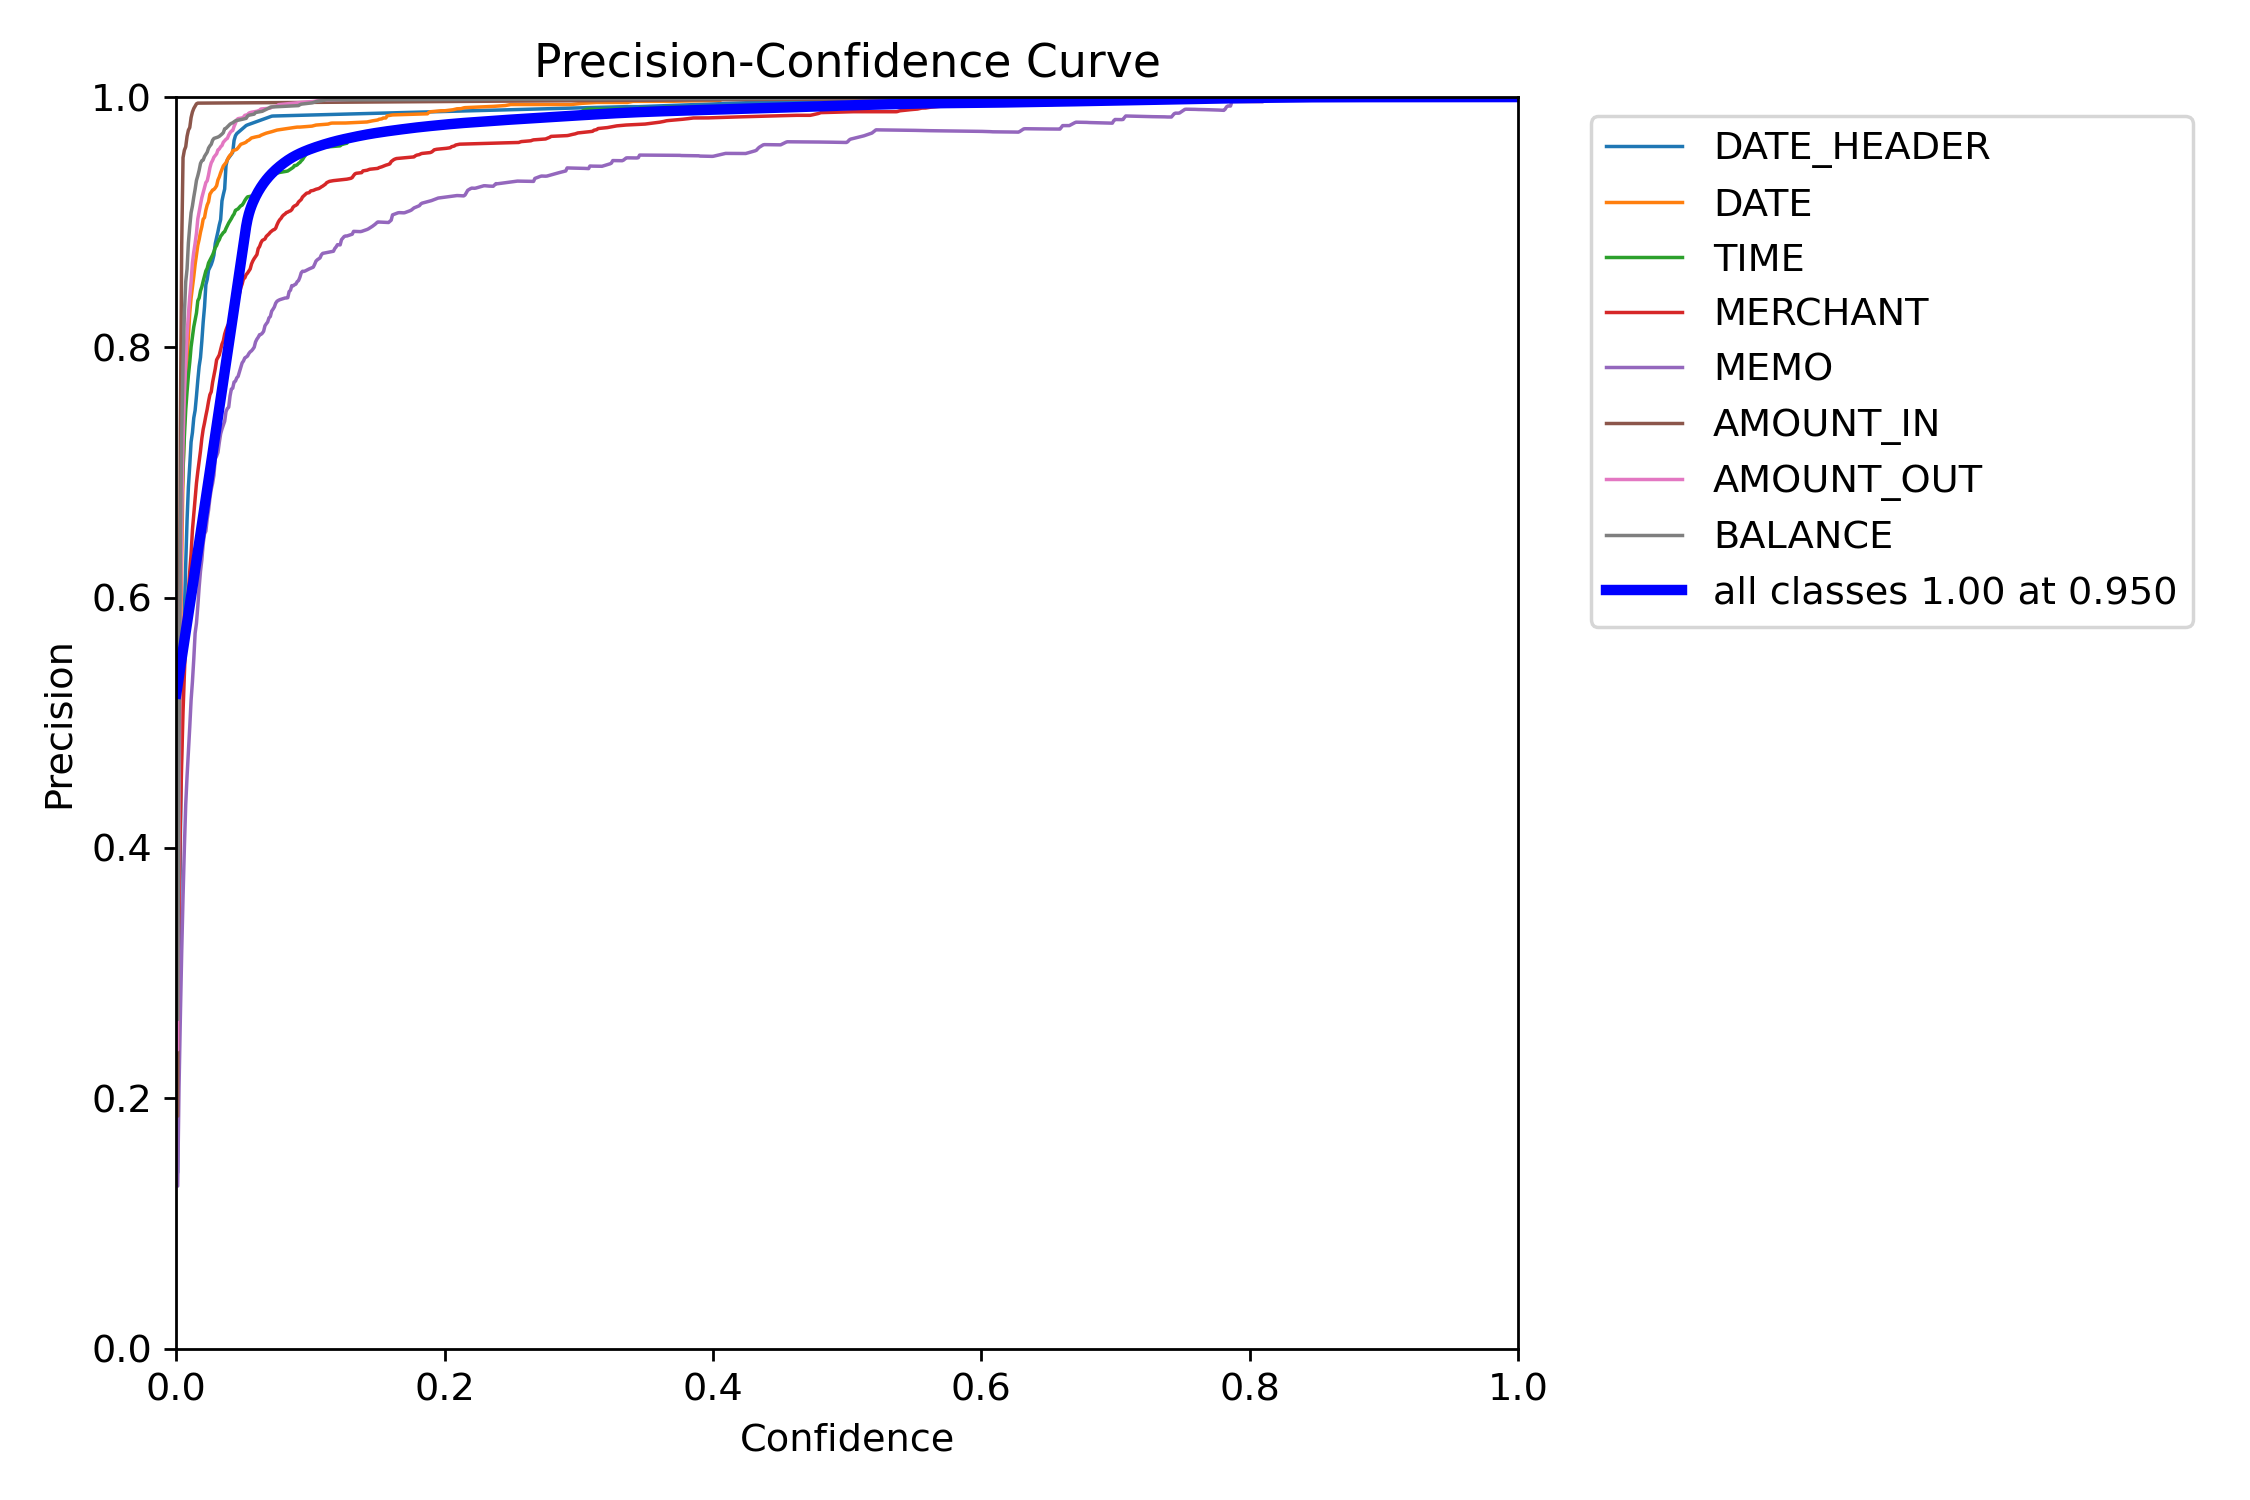 Precision-Confidence Curve
1.0
0.8
0.6
0.4
0.2
0.0
Precision
0.0 0.2 0.4 0.6 0.8 1.0
Confidence
DATE_HEADER
DATE
TIME
MERCHANT
MEMO
AMOUNT_IN
AMOUNT_OUT
BALANCE
all classes 1.00 at 0.950